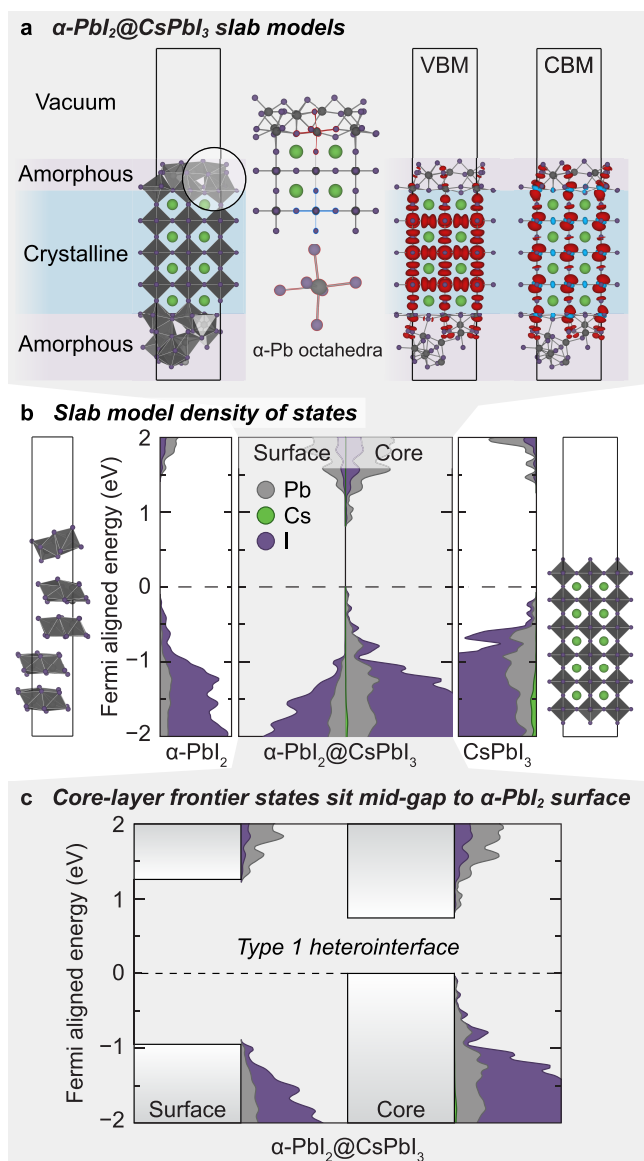 a α-PbI2@CsPbI3 slab models
Vacuum
Amorphous
Crystalline
Amorphous
α-Pb octahedra
VBM
CBM
b Slab model density of states
Fermi aligned energy (eV)
2
1
0
−1
−2
Surface
Core
Pb
Cs
I
α-PbI2
α-PbI2@CsPbI3
CsPbI3
c Core-layer frontier states sit mid-gap to α-PbI2 surface
Fermi aligned energy (eV)
2
1
0
−1
−2
Type 1 heterointerface
Surface
Core
α-PbI2@CsPbI3